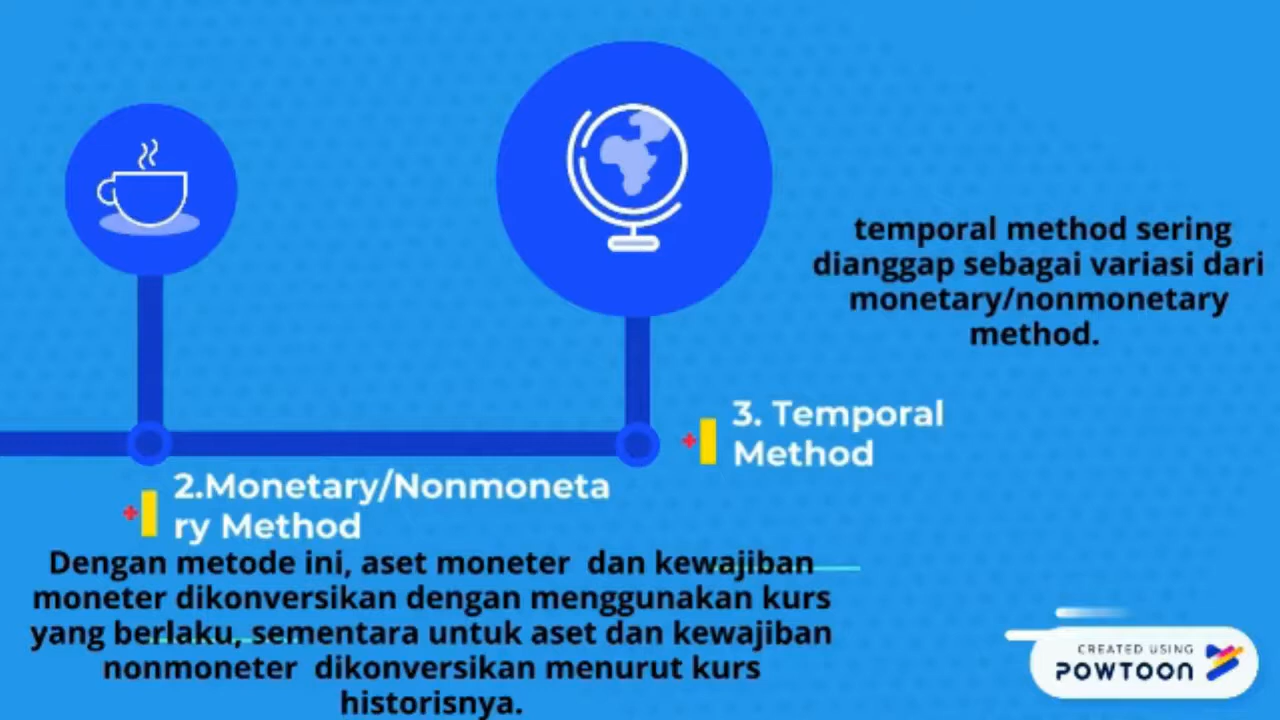 temporal method sering
dianggap sebagai variasi dari
monetary/nonmonetary
method.
3. Temporal
Method
2.Monetary/Nonmoneta
ry Method
Dengan metode ini, aset moneter dan kewajiban
moneter dikonversikan dengan menggunakan kurs
yang berlaku, sementara untuk aset dan kewajiban
nonmoneter dikonversikan menurut kurs
historisnya.
CREATED USING
POWTOON